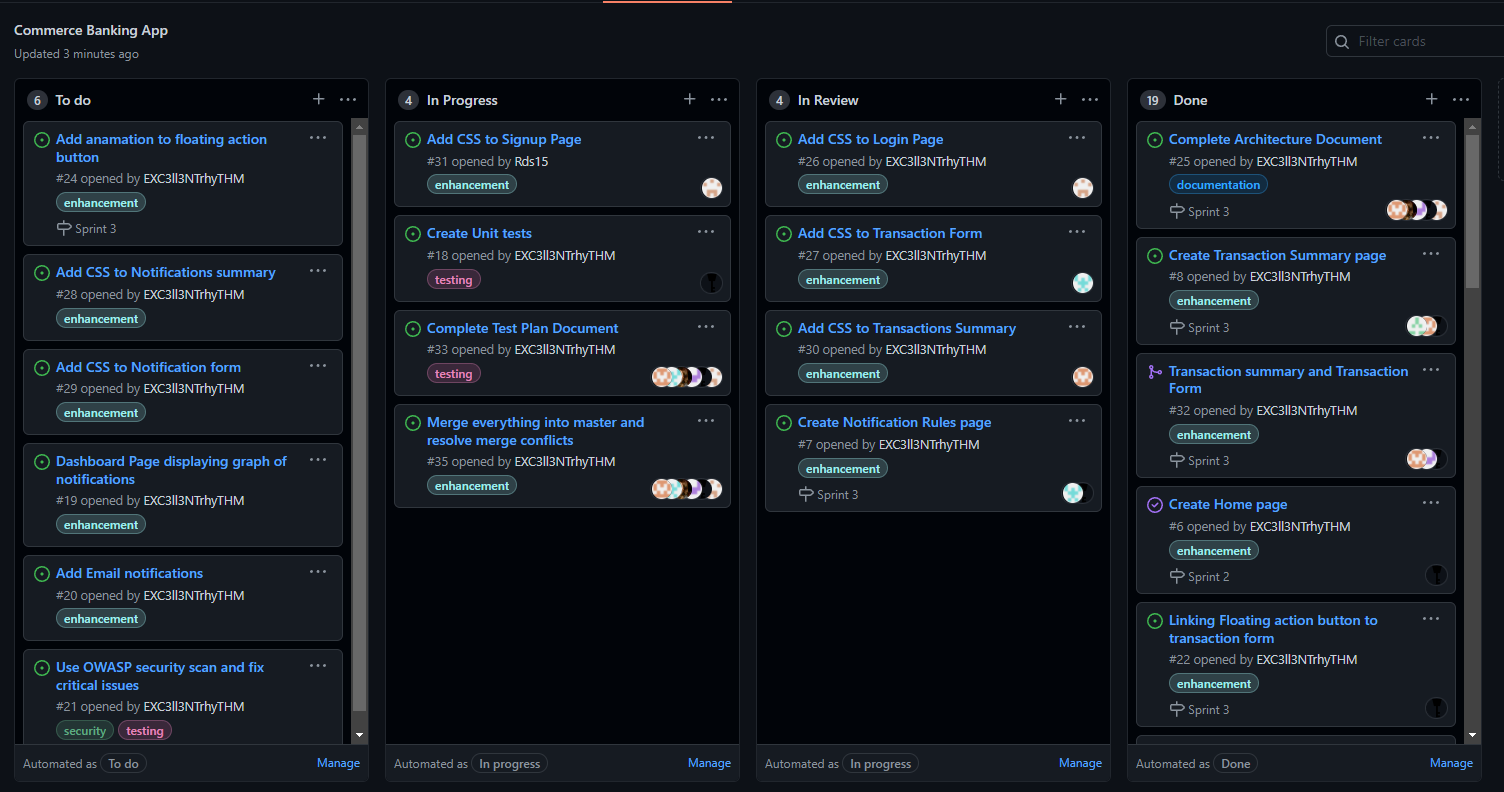 Commerce Banking App
Updated 3 minutes ago
Filter cards
6 To do
Add anamation to floating action
button
#24 opened by EXC3ll3NTrhyTHM
enhancement
Sprint 3
Add CSS to Notifications summary
#28 opened by EXC3ll3NTrhyTHM
enhancement
Add CSS to Notification form
#29 opened by EXC3ll3NTrhyTHM
enhancement
Dashboard Page displaying graph of
notifications
#19 opened by EXC3ll3NTrhyTHM
enhancement
Add Email notifications
#20 opened by EXC3ll3NTrhyTHM
enhancement
Use OWASP security scan and fix
critical issues
#21 opened by EXC3ll3NTrhyTHM
security testing
Automated as To do Manage
4 In Progress
Add CSS to Signup Page
#31 opened by Rds15
enhancement
Create Unit tests
#18 opened by EXC3ll3NTrhyTHM
testing
Complete Test Plan Document
#33 opened by EXC3ll3NTrhyTHM
testing
Merge everything into master and
resolve merge conflicts
#35 opened by EXC3ll3NTrhyTHM
enhancement
Automated as In progress Manage
4 In Review
Add CSS to Login Page
#26 opened by EXC3ll3NTrhyTHM
enhancement
Add CSS to Transaction Form
#27 opened by EXC3ll3NTrhyTHM
enhancement
Add CSS to Transactions Summary
#30 opened by EXC3ll3NTrhyTHM
enhancement
Create Notification Rules page
#7 opened by EXC3ll3NTrhyTHM
enhancement
Sprint 3
Automated as In progress Manage
19 Done
Complete Architecture Document
#25 opened by EXC3ll3NTrhyTHM
documentation
Sprint 3
Create Transaction Summary page
#8 opened by EXC3ll3NTrhyTHM
enhancement
Sprint 3
Transaction summary and Transaction
Form
#32 opened by EXC3ll3NTrhyTHM
enhancement
Sprint 3
Create Home page
#6 opened by EXC3ll3NTrhyTHM
enhancement
Sprint 2
Linking Floating action button to
transaction form
#22 opened by EXC3ll3NTrhyTHM
enhancement
Sprint 3
Automated as Done Manage